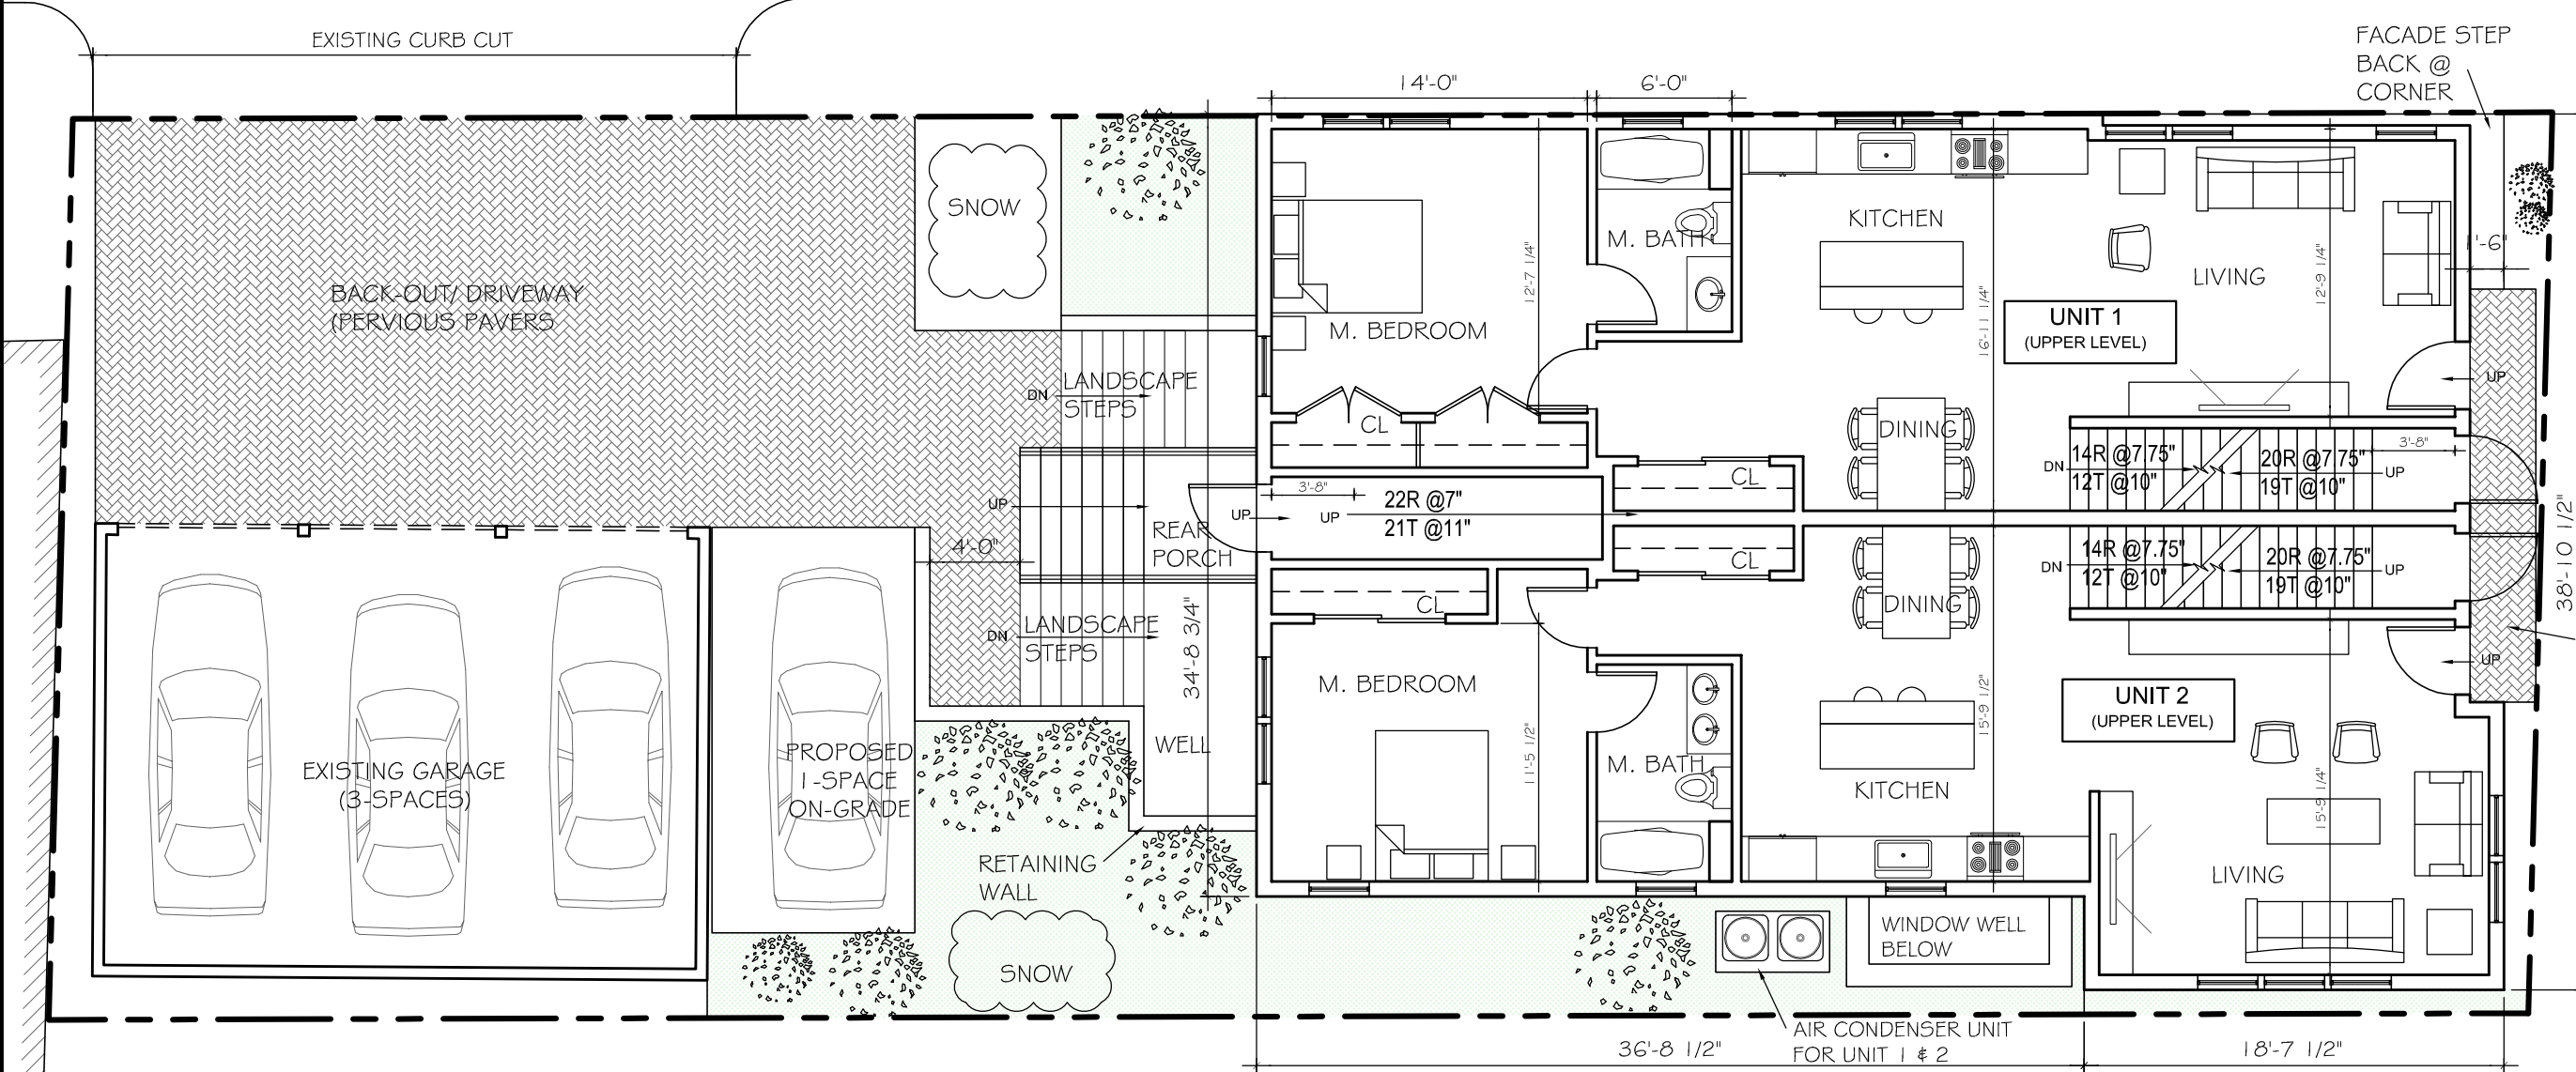 EXISTING CURB CUT
FACADE STEP
BACK @
CORNER
14'-0"
6'-0"
SNOW
BACK-OUT/ DRIVEWAY
(PERVIOUS PAVERS
M. BEDROOM
12'-7 1/4"
M. BATH
KITCHEN
16'-11 1/4"
UNIT 1
(UPPER LEVEL)
LIVING
12'-9 1/4"
1'-6"
UP
DN
LANDSCAPE
STEPS
CL
DINING
CL
DN
14R @7.75"
12T @10"
20R @7.75"
19T @10"
UP
3'-8"
UP
REAR
PORCH
UP
3'-8"
UP
22R @7"
21T @11"
4'-0"
CL
CL
DINING
DN
14R @7.75"
12T @10"
20R @7.75"
19T @10"
UP
38'-10 1/2"
DN
LANDSCAPE
STEPS
34'-8 3/4"
UP
M. BEDROOM
11'-5 1/2"
M. BATH
15'-9 1/2"
UNIT 2
(UPPER LEVEL)
WELL
KITCHEN
15'-9 1/4"
LIVING
EXISTING GARAGE
(3-SPACES)
PROPOSED
1-SPACE
ON-GRADE
RETAINING
WALL
SNOW
WINDOW WELL
BELOW
AIR CONDENSER UNIT
FOR UNIT 1 & 2
36'-8 1/2"
18'-7 1/2"